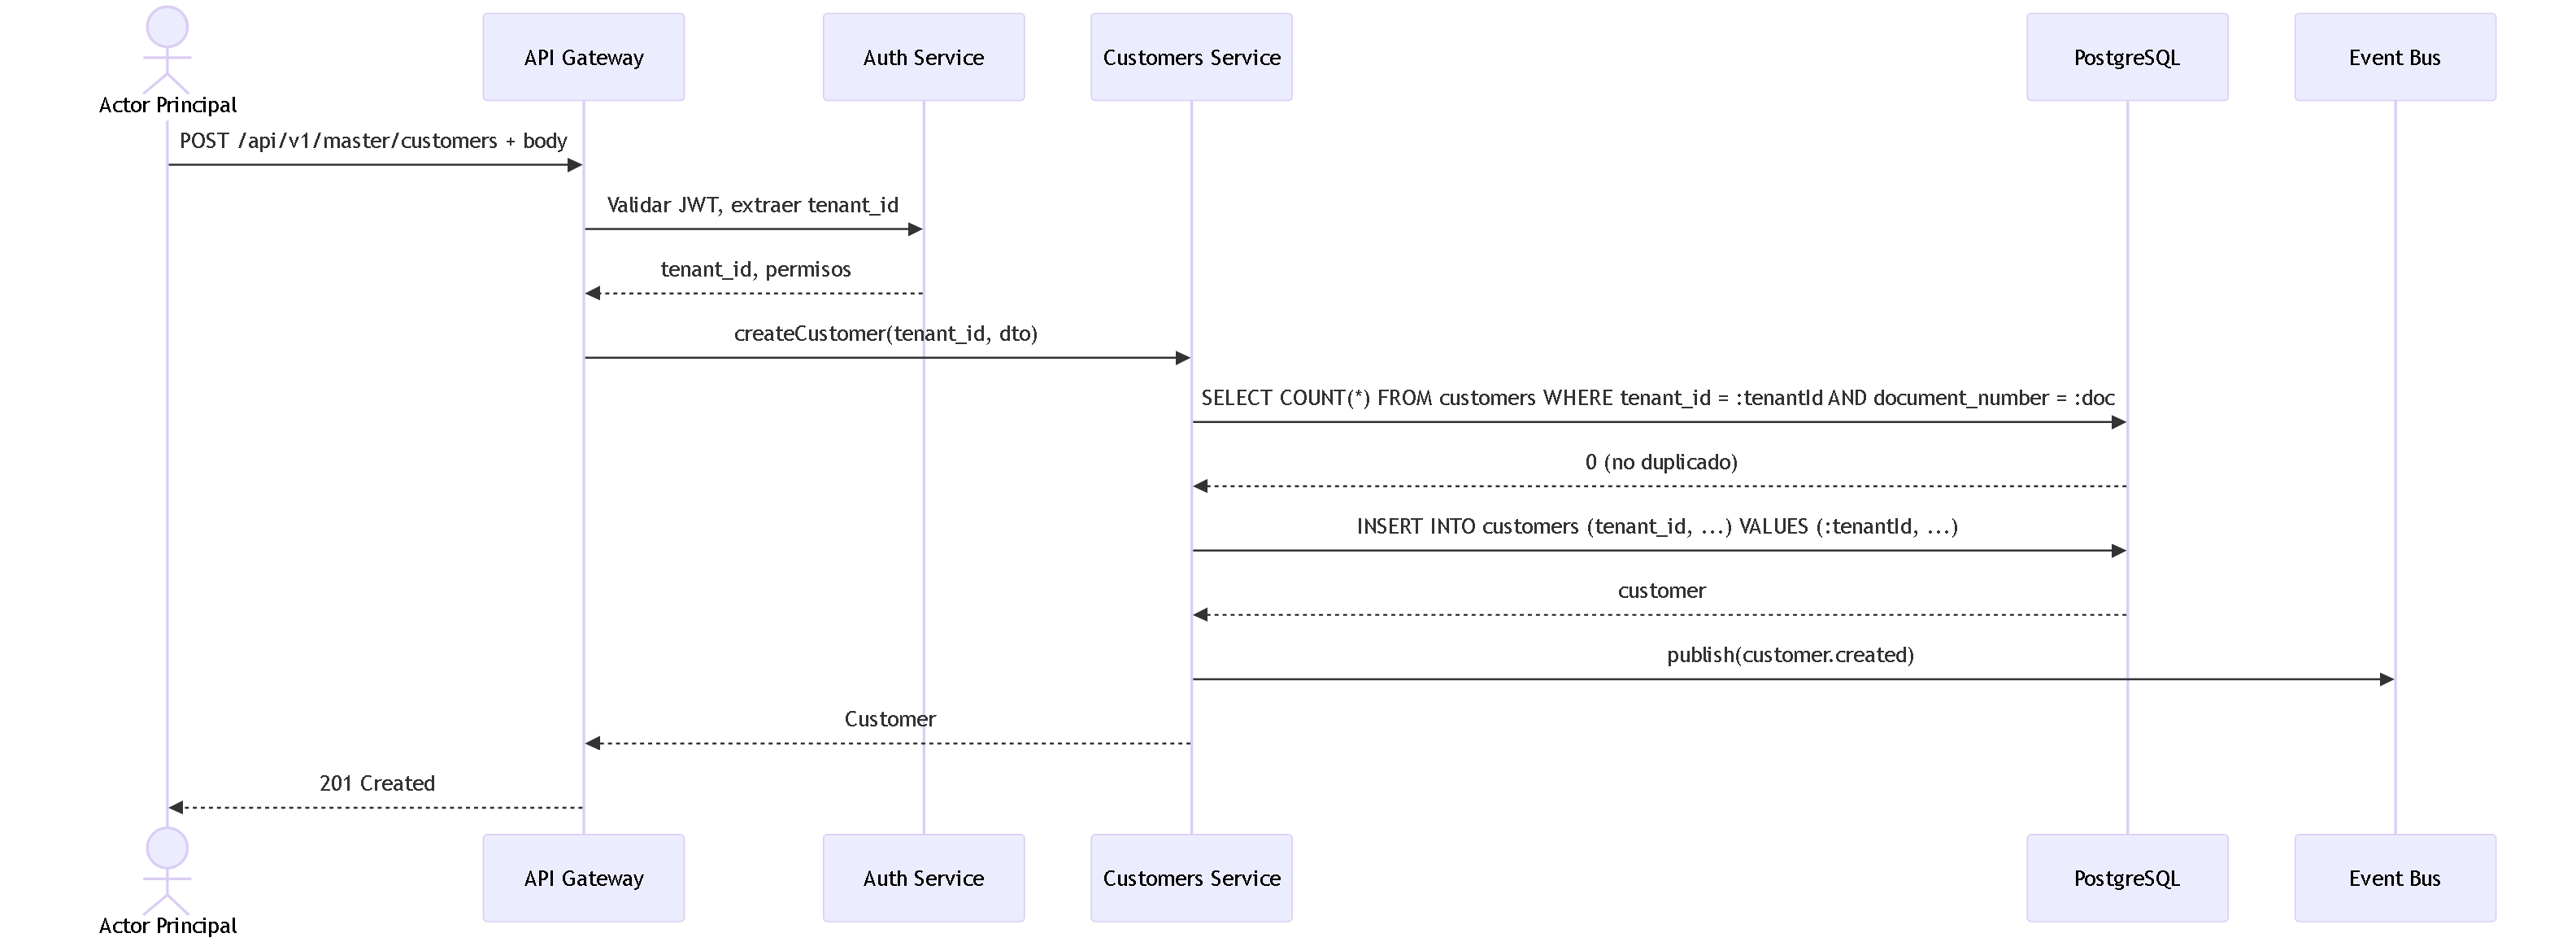 Actor Principal
API Gateway
Auth Service
Customers Service
PostgreSQL
Event Bus
POST /api/v1/master/customers + body
Validar JWT, extraer tenant_id
tenant_id, permisos
createCustomer(tenant_id, dto)
SELECT COUNT(*) FROM customers WHERE tenant_id = :tenantId AND document_number = :doc
0 (no duplicado)
INSERT INTO customers (tenant_id, ...) VALUES (:tenantId, ...)
customer
publish(customer.created)
Customer
201 Created
Actor Principal
API Gateway
Auth Service
Customers Service
PostgreSQL
Event Bus